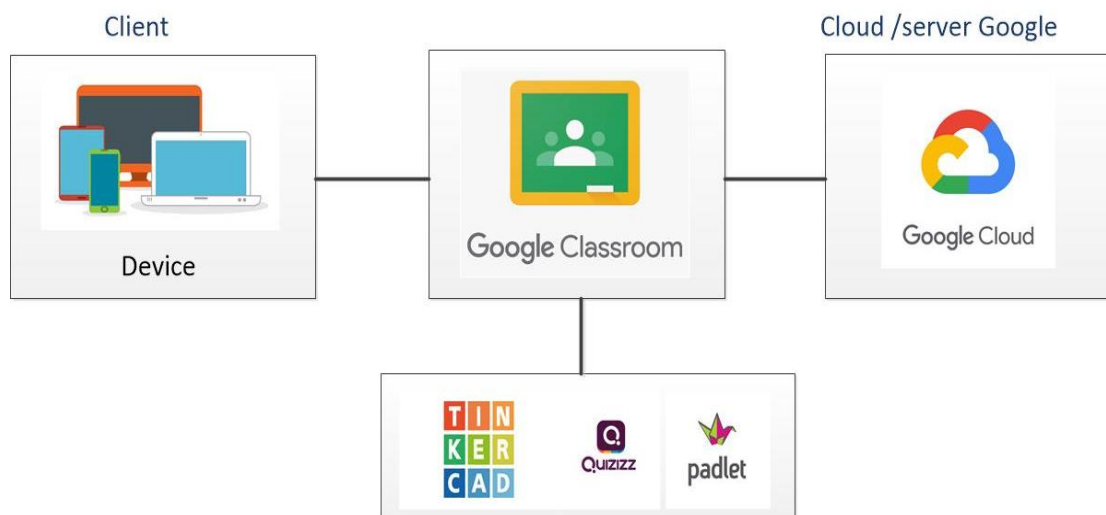 Client
Cloud /server Google
Device
Google Classroom
Google Cloud
TIN
KER
CAD
Quizizz
padlet